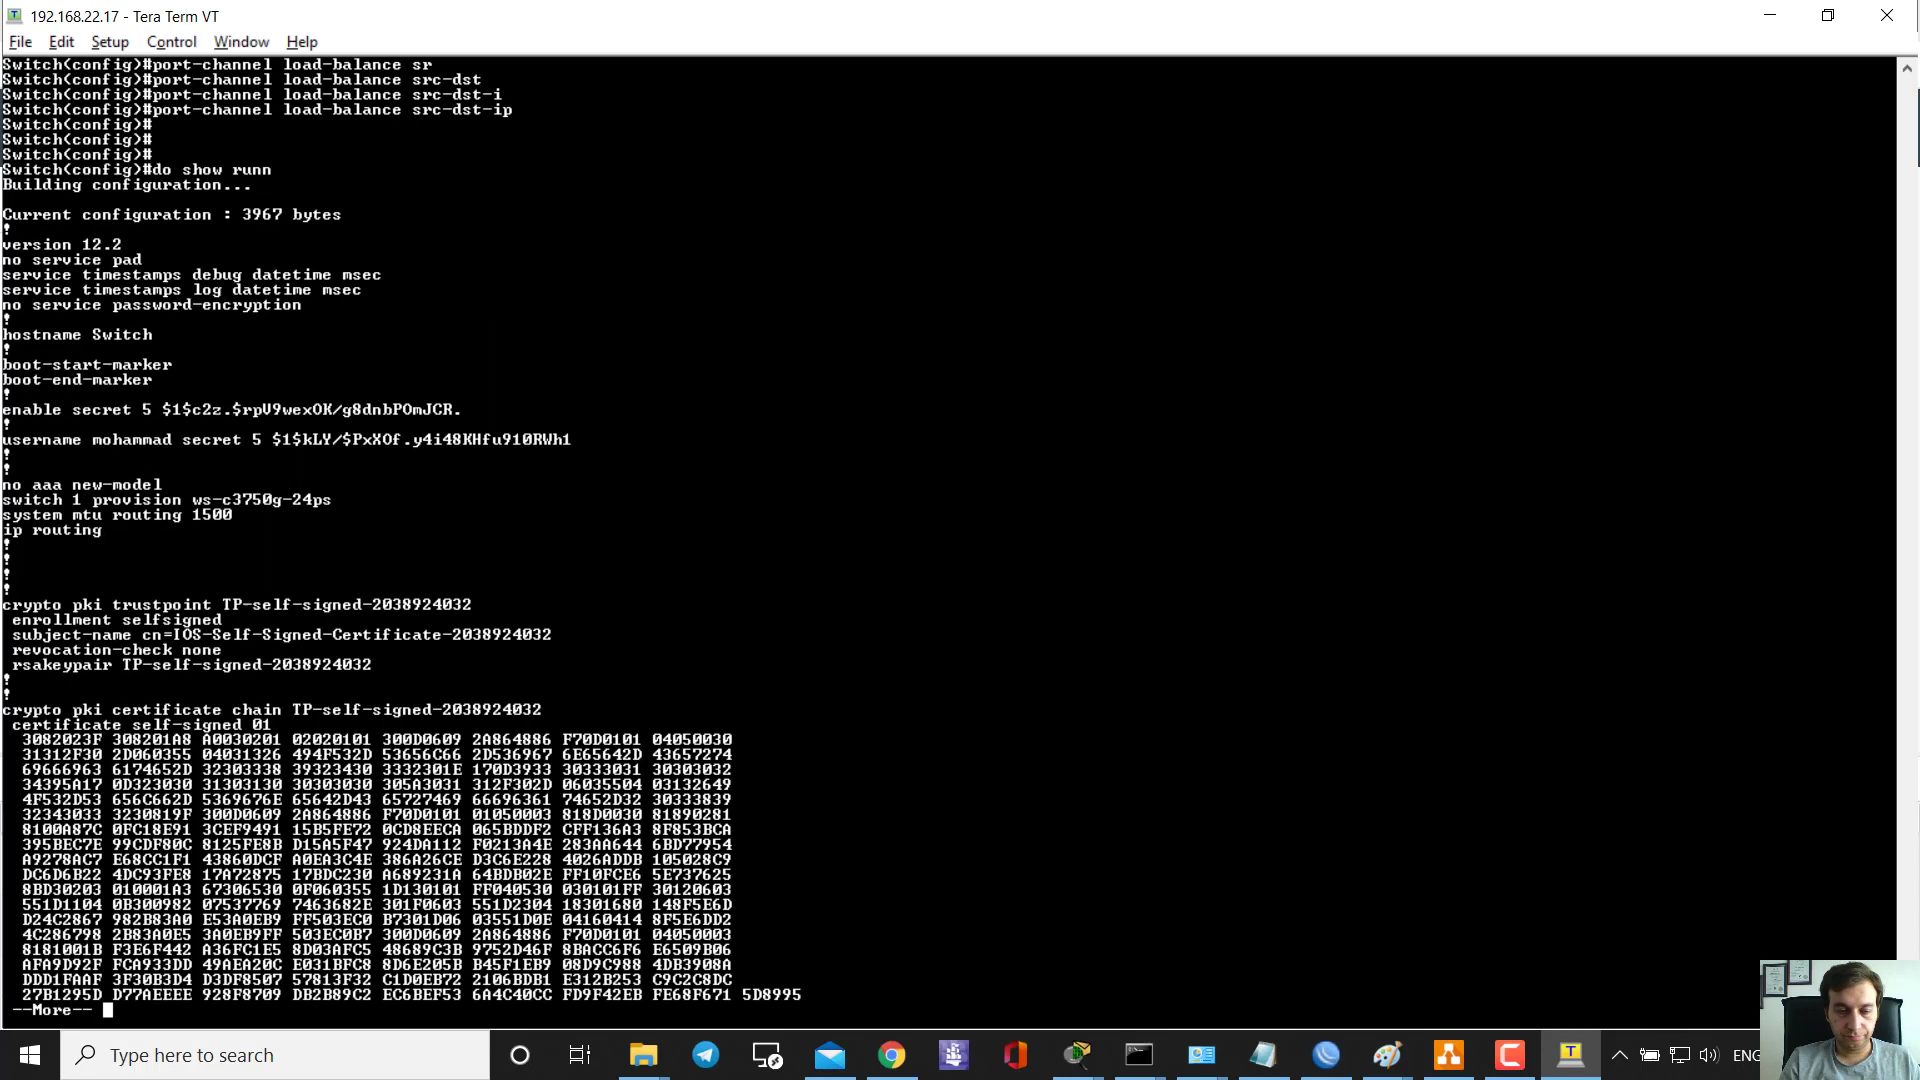 192.168.22.17 - Tera Term VT
File Edit Setup Control Window Help
Switch(config)#port-channel load-balance sr
Switch(config)#port-channel load-balance src-dst
Switch(config)#port-channel load-balance src-dst-i
Switch(config)#port-channel load-balance src-dst-ip
Switch(config)#
Switch(config)#
Switch(config)#
Switch(config)#do show runn
Building configuration...
Current configuration : 3967 bytes
!
version 12.2
no service pad
service timestamps debug datetime msec
service timestamps log datetime msec
no service password-encryption
!
hostname Switch
!
boot-start-marker
boot-end-marker
!
enable secret 5 $1$c2z.$rpV9wexOK/g8dnbPOmJCR.
!
username mohammad secret 5 $1$kLY/$PxXOf.y4i48KHfu910RWh1
!
!
no aaa new-model
switch 1 provision ws-c3750g-24ps
system mtu routing 1500
ip routing
!
!
!
!
crypto pki trustpoint TP-self-signed-2038924032
enrollment selfsigned
subject-name cn=IOS-Self-Signed-Certificate-2038924032
revocation-check none
rsakeypair TP-self-signed-2038924032
!
!
crypto pki certificate chain TP-self-signed-2038924032
certificate self-signed 01
3082023F 308201A8 A0030201 02020101 300D0609 2A864886 F70D0101 04050030
31312F30 2D060355 04031326 494F532D 53656C66 2D536967 6E65642D 43657274
69666963 6174652D 32303338 39323430 3332301E 170D3933 30333031 30303032
34395A17 0D323030 31303130 30303030 305A3031 312F302D 06035504 03132649
4F532D53 656C662D 5369676E 65642D43 65727469 66696361 74652D32 30333839
32343033 3230819F 300D0609 2A864886 F70D0101 01050003 818D0030 81890281
8100A87C 0FC18E91 3CEF9491 15B5FE72 0CD8EECA 065BDDF2 CFF136A3 8F853BCA
395BEC7E 99CDF80C 8125FE8B D15A5F47 924DA112 F0213A4E 283AA644 6BD77954
A9278AC7 E68CC1F1 43860DCF A0EA3C4E 386A26CE D3C6E228 4026ADDB 105028C9
DC6D6B22 4DC93FE8 17A72875 17BDC230 A689231A 64BDB02E FF10FCE6 5E737625
8BD30203 010001A3 67306530 0F060355 1D130101 FF040530 030101FF 30120603
551D1104 0B300982 07537769 7463682E 301F0603 551D2304 18301680 148F5E6D
D24C2867 982B83A0 E53A0EB9 FF503EC0 B7301D06 03551D0E 04160414 8F5E6DD2
4C286798 2B83A0E5 3A0EB9FF 503EC0B7 300D0609 2A864886 F70D0101 04050003
8181001B F3E6F442 A36FC1E5 8D03AFC5 48689C3B 9752D46F 8BACC6F6 E6509B06
AFA9D92F FCA933DD 49AEA20C E031BFC8 8D6E205B B45F1EB9 08D9C988 4DB3908A
DDD1FAAF 3F30B3D4 D3DF8507 57813F32 C1D0EB72 2106BDB1 E312B253 C9C2C8DC
27B1295D D77AEEEE 928F8709 DB2B89C2 EC6BEF53 6A4C40CC FD9F42EB FE68F671 5D8995
--More--
Type here to search
ENG